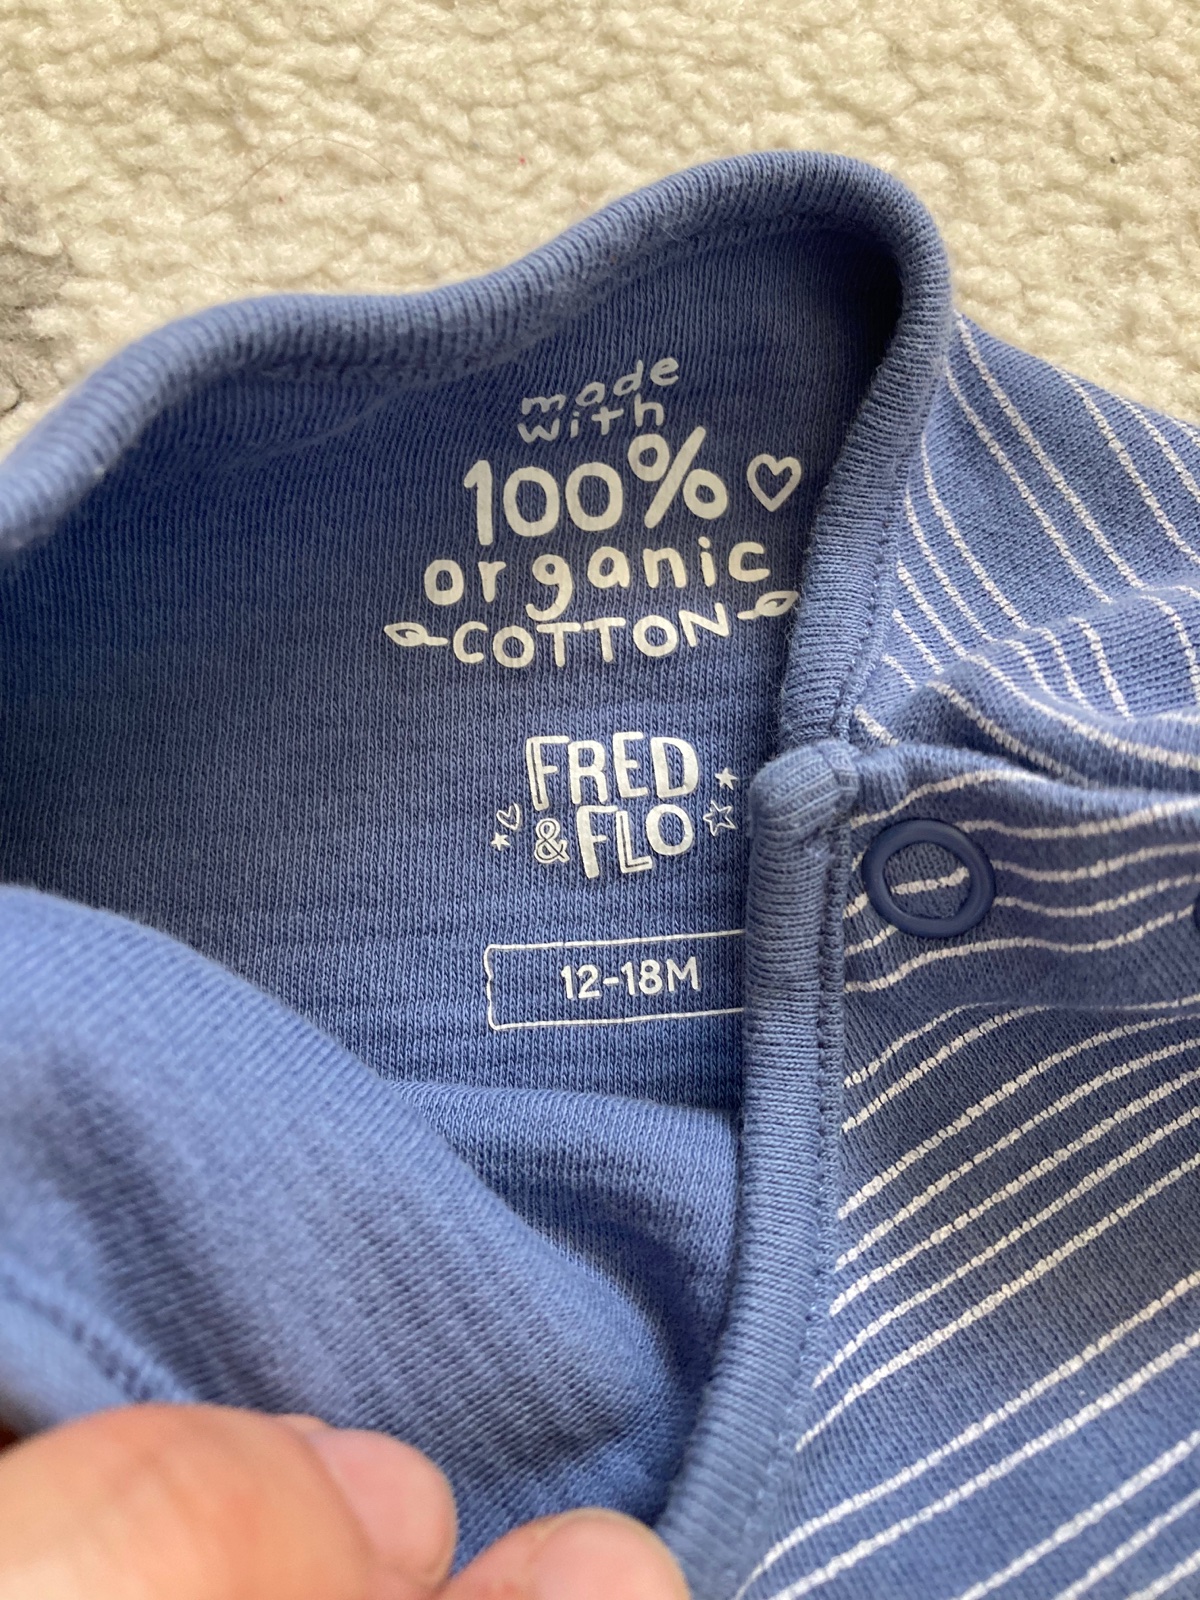 made
with
100%
organic
COTTON
FRED
& FLO
12-18M